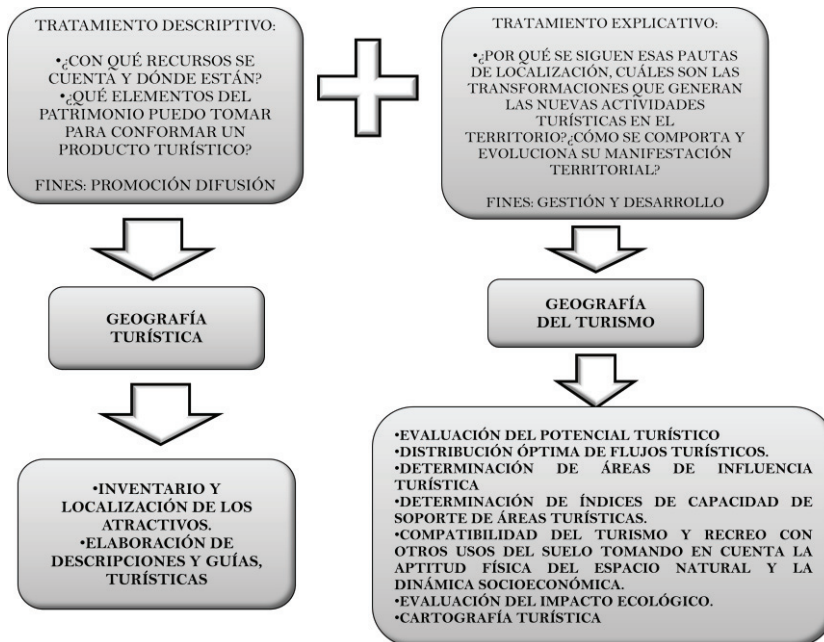 TRATAMIENTO DESCRIPTIVO:
•¿CON QUÉ RECURSOS SE
CUENTA Y DÓNDE ESTÁN?
•¿QUÉ ELEMENTOS DEL
PATRIMONIO PUEDO TOMAR
PARA CONFORMAR UN
PRODUCTO TURÍSTICO?
FINES: PROMOCIÓN DIFUSIÓN
TRATAMIENTO EXPLICATIVO:
•¿POR QUÉ SE SIGUEN ESAS PAUTAS
DE LOCALIZACIÓN, CUÁLES SON LAS
TRANSFORMACIONES QUE GENERAN
LAS NUEVAS ACTIVIDADES
TURÍSTICAS EN EL
TERRITORIO?¿CÓMO SE COMPORTA Y
EVOLUCIONA SU MANIFESTACIÓN
TERRITORIAL?
FINES: GESTIÓN Y DESARROLLO
GEOGRAFÍA
TURÍSTICA
GEOGRAFÍA
DEL TURISMO
•INVENTARIO Y
LOCALIZACIÓN DE LOS
ATRACTIVOS.
•ELABORACIÓN DE
DESCRIPCIONES Y GUÍAS,
TURÍSTICAS
•EVALUACIÓN DEL POTENCIAL TURÍSTICO
•DISTRIBUCIÓN ÓPTIMA DE FLUJOS TURÍSTICOS.
•DETERMINACIÓN DE ÁREAS DE INFLUENCIA
TURÍSTICA
•DETERMINACIÓN DE ÍNDICES DE CAPACIDAD DE
SOPORTE DE ÁREAS TURÍSTICAS.
•COMPATIBILIDAD DEL TURISMO Y RECREO CON
OTROS USOS DEL SUELO TOMANDO EN CUENTA LA
APTITUD FÍSICA DEL ESPACIO NATURAL Y LA
DINÁMICA SOCIOECONÓMICA.
•EVALUACIÓN DEL IMPACTO ECOLÓGICO.
•CARTOGRAFÍA TURÍSTICA